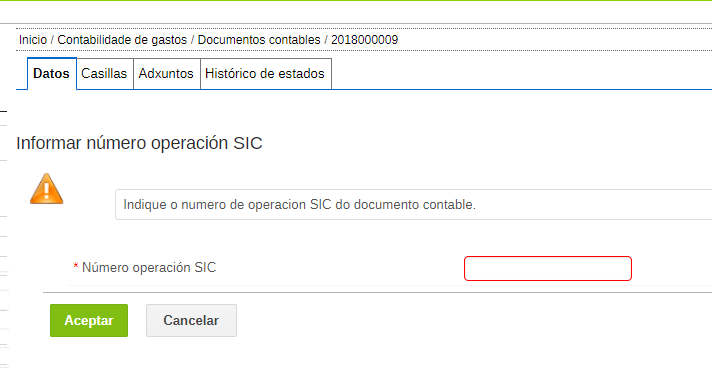 Inicio / Contabilidade de gastos / Documentos contables / 2018000009
Datos Casillas Adxuntos Histórico de estados
Informar número operación SIC
Indique o numero de operacion SIC do documento contable.
* Número operación SIC
Aceptar Cancelar